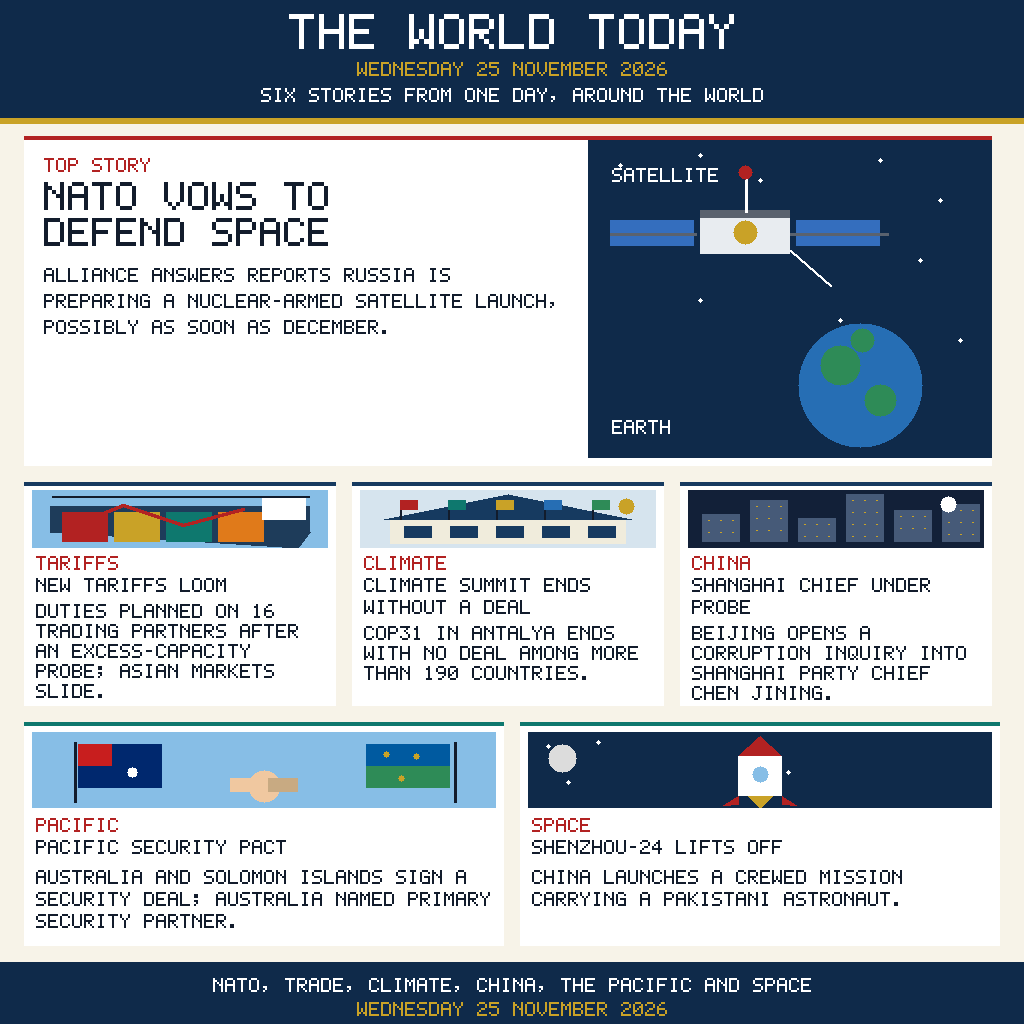 THE WORLD TODAY
WEDNESDAY 25 NOVEMBER 2026
SIX STORIES FROM ONE DAY, AROUND THE WORLD
TOP STORY
NATO VOWS TO
DEFEND SPACE
ALLIANCE ANSWERS REPORTS RUSSIA IS
PREPARING A NUCLEAR-ARMED SATELLITE LAUNCH,
POSSIBLY AS SOON AS DECEMBER.
SATELLITE
EARTH
TARIFFS
NEW TARIFFS LOOM
DUTIES PLANNED ON 16
TRADING PARTNERS AFTER
AN EXCESS-CAPACITY
PROBE; ASIAN MARKETS
SLIDE.
CLIMATE
CLIMATE SUMMIT ENDS
WITHOUT A DEAL
COP31 IN ANTALYA ENDS
WITH NO DEAL AMONG MORE
THAN 190 COUNTRIES.
CHINA
SHANGHAI CHIEF UNDER
PROBE
BEIJING OPENS A
CORRUPTION INQUIRY INTO
SHANGHAI PARTY CHIEF
CHEN JINING.
PACIFIC
PACIFIC SECURITY PACT
AUSTRALIA AND SOLOMON ISLANDS SIGN A
SECURITY DEAL; AUSTRALIA NAMED PRIMARY
SECURITY PARTNER.
SPACE
SHENZHOU-24 LIFTS OFF
CHINA LAUNCHES A CREWED MISSION
CARRYING A PAKISTANI ASTRONAUT.
NATO, TRADE, CLIMATE, CHINA, THE PACIFIC AND SPACE
WEDNESDAY 25 NOVEMBER 2026